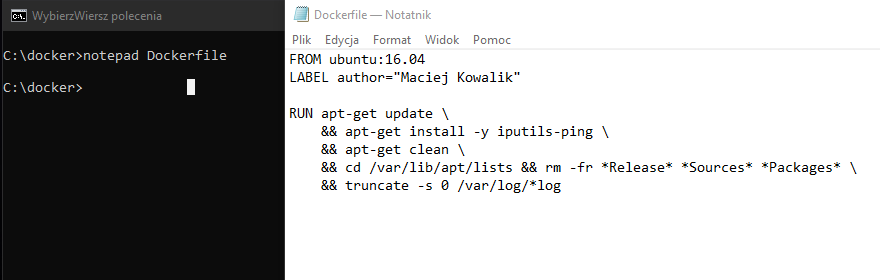 WybierzWiersz polecenia
C:\docker>notepad Dockerfile
C:\docker>
Dockerfile — Notatnik
Plik Edycja Format Widok Pomoc
FROM ubuntu:16.04
LABEL author="Maciej Kowalik"
RUN apt-get update \
    && apt-get install -y iputils-ping \
    && apt-get clean \
    && cd /var/lib/apt/lists && rm -fr *Release* *Sources* *Packages* \
    && truncate -s 0 /var/log/*log